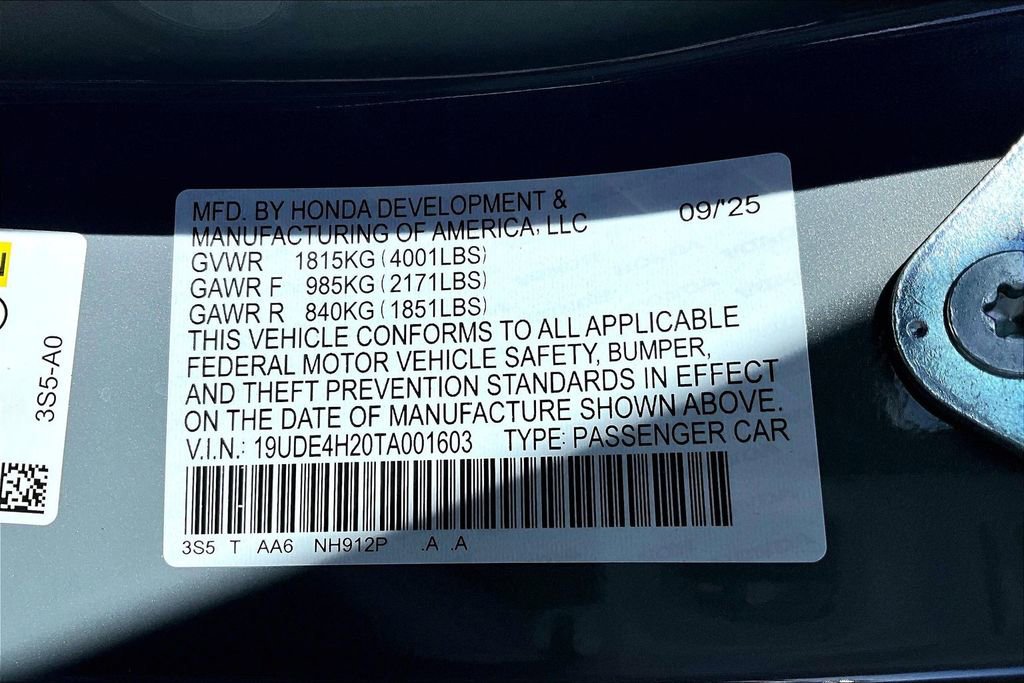 MFD. BY HONDA DEVELOPMENT &
MANUFACTURING OF AMERICA, LLC
09/'25
GVWR 1815KG (4001LBS)
GAWR F 985KG (2171LBS)
GAWR R 840KG (1851LBS)
THIS VEHICLE CONFORMS TO ALL APPLICABLE
FEDERAL MOTOR VEHICLE SAFETY, BUMPER,
AND THEFT PREVENTION STANDARDS IN EFFECT
ON THE DATE OF MANUFACTURE SHOWN ABOVE.
V.I.N.: 19UDE4H20TA001603 TYPE: PASSENGER CAR
3S5 T AA6 NH912P .A .A
3S5-A0